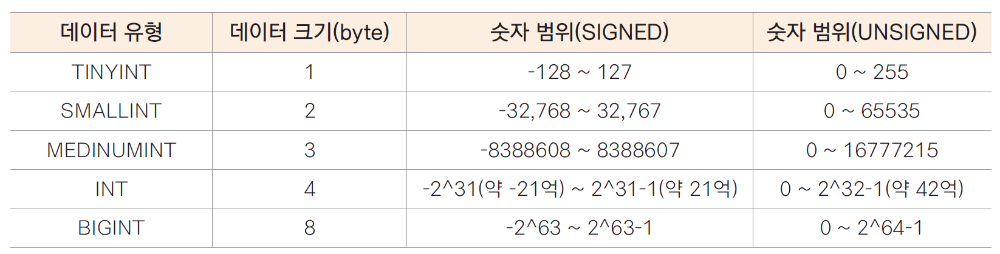 데이터 유형 데이터 크기(byte) 숫자 범위(SIGNED) 숫자 범위(UNSIGNED)
TINYINT 1 -128 ~ 127 0 ~ 255
SMALLINT 2 -32,768 ~ 32,767 0 ~ 65535
MEDINUMINT 3 -8388608 ~ 8388607 0 ~ 16777215
INT 4 -2^31(약 -21억) ~ 2^31-1(약 21억) 0 ~ 2^32-1(약 42억)
BIGINT 8 -2^63 ~ 2^63-1 0 ~ 2^64-1